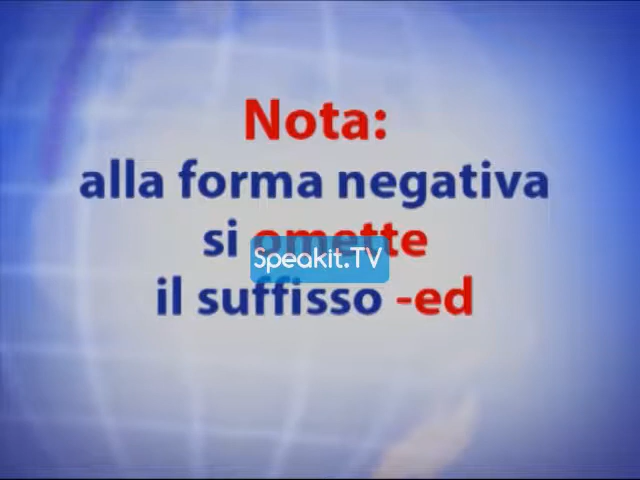 Nota:
alla forma negativa
si omette
Speakit.TV
il suffisso -ed